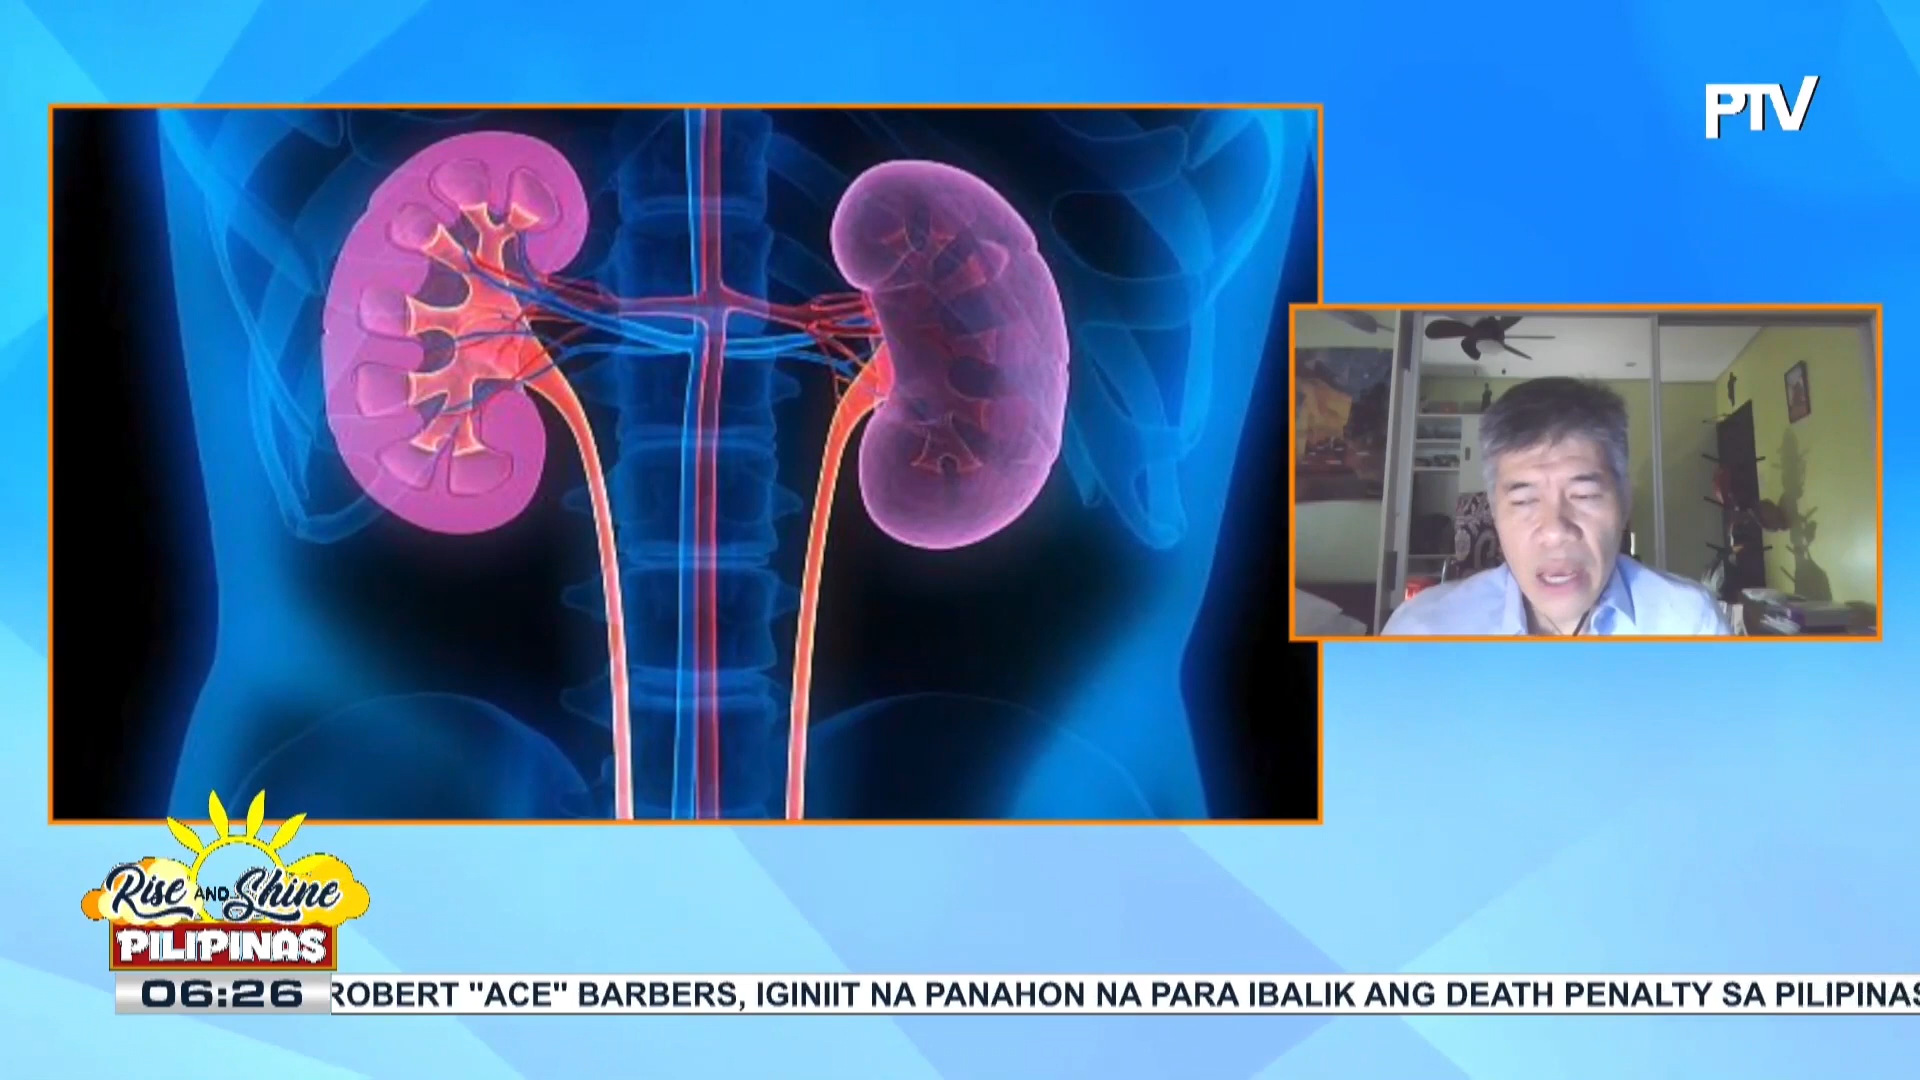 PTV
Rise AND Shine
PILIPINAS
06:26
ROBERT "ACE" BARBERS, IGINIIT NA PANAHON NA PARA IBALIK ANG DEATH PENALTY SA PILIPINAS